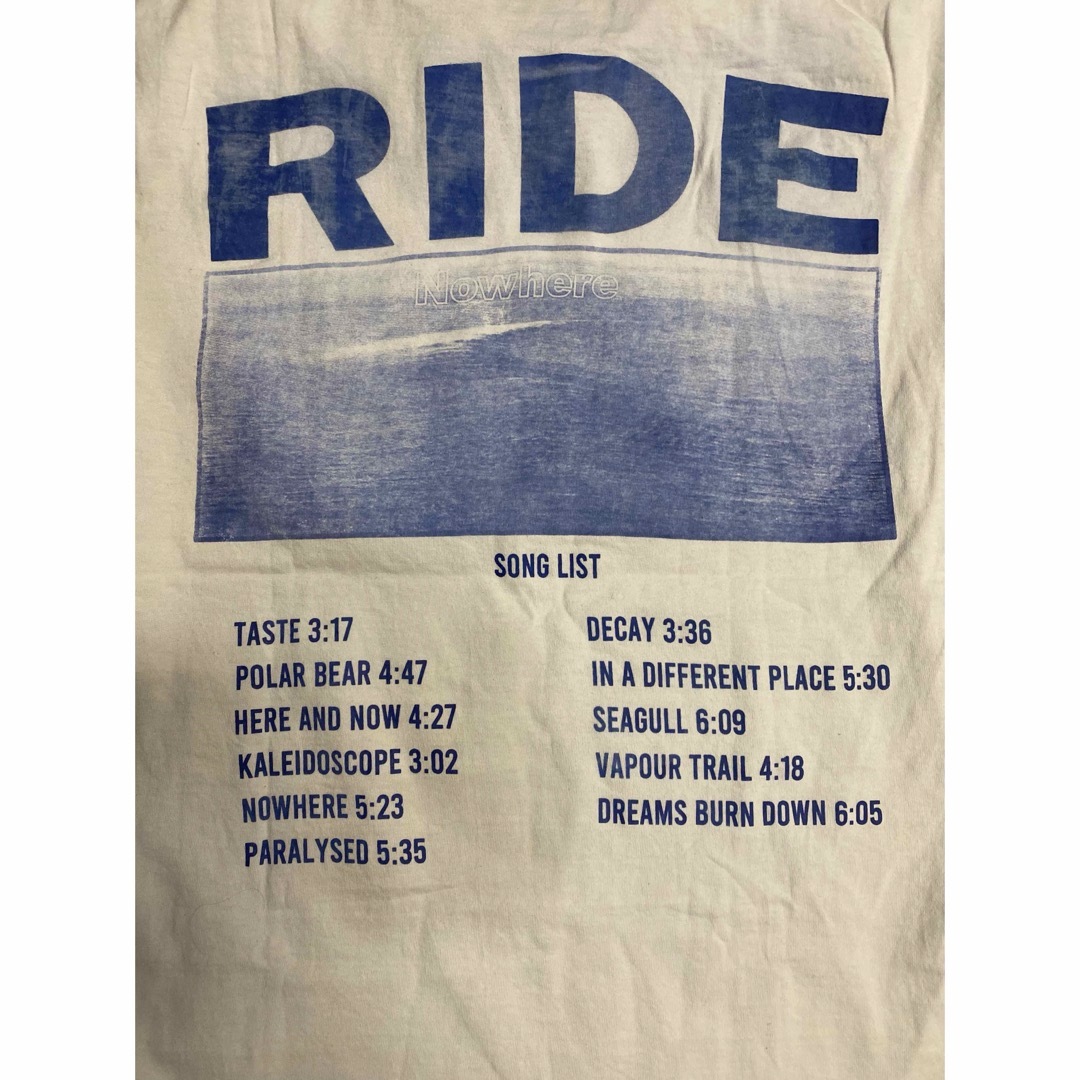 RIDE
Nowhere
SONG LIST
TASTE 3:17
POLAR BEAR 4:47
HERE AND NOW 4:27
KALEIDOSCOPE 3:02
NOWHERE 5:23
PARALYSED 5:35
DECAY 3:36
IN A DIFFERENT PLACE 5:30
SEAGULL 6:09
VAPOUR TRAIL 4:18
DREAMS BURN DOWN 6:05